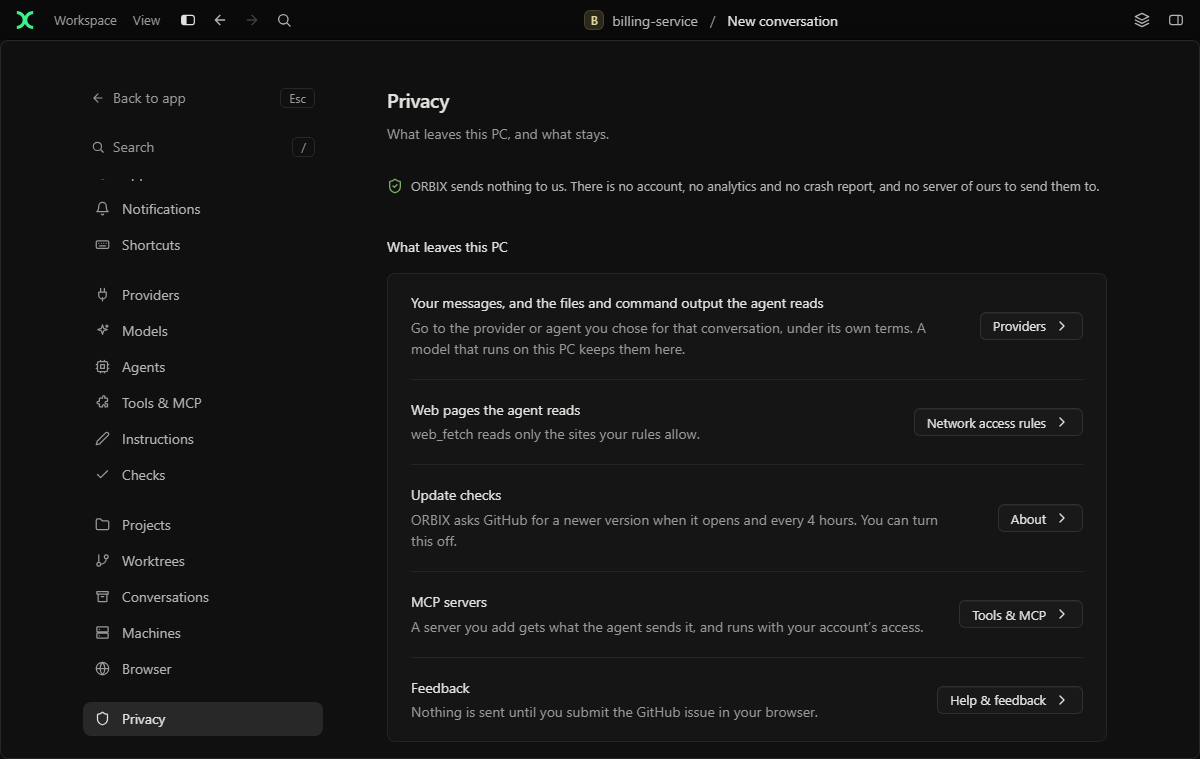 Workspace View
B billing-service / New conversation
Back to app Esc
Search /
Notifications
Shortcuts
Providers
Models
Agents
Tools & MCP
Instructions
Checks
Projects
Worktrees
Conversations
Machines
Browser
Privacy
Privacy
What leaves this PC, and what stays.
ORBIX sends nothing to us. There is no account, no analytics and no crash report, and no server of ours to send them to.
What leaves this PC
Your messages, and the files and command output the agent reads
Go to the provider or agent you chose for that conversation, under its own terms. A
model that runs on this PC keeps them here.
Providers
Web pages the agent reads
web_fetch reads only the sites your rules allow.
Network access rules
Update checks
ORBIX asks GitHub for a newer version when it opens and every 4 hours. You can turn
this off.
About
MCP servers
A server you add gets what the agent sends it, and runs with your account's access.
Tools & MCP
Feedback
Nothing is sent until you submit the GitHub issue in your browser.
Help & feedback